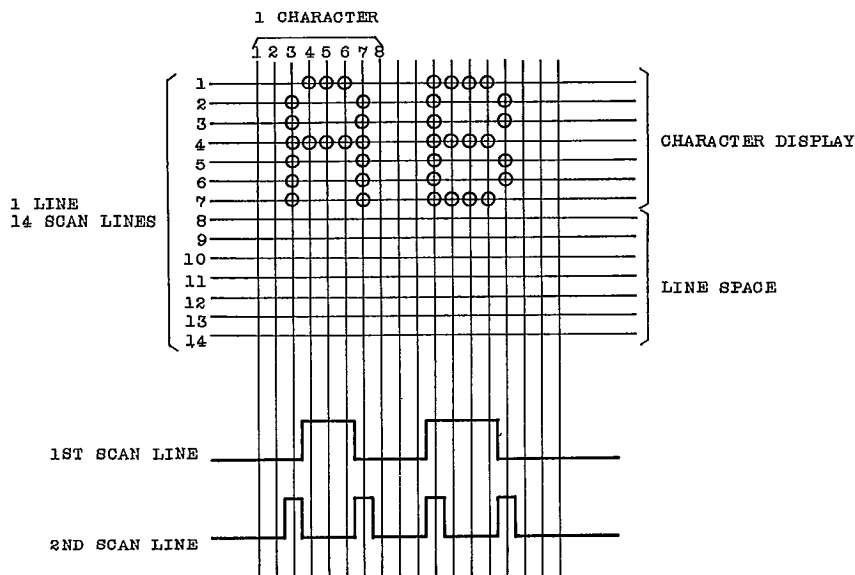 1 CHARACTER
1 2 3 4 5 6 7 8
1
2
3
4
5
6
7
8
9
10
11
12
13
14
1 LINE
14 SCAN LINES
CHARACTER DISPLAY
LINE SPACE
1ST SCAN LINE
2ND SCAN LINE